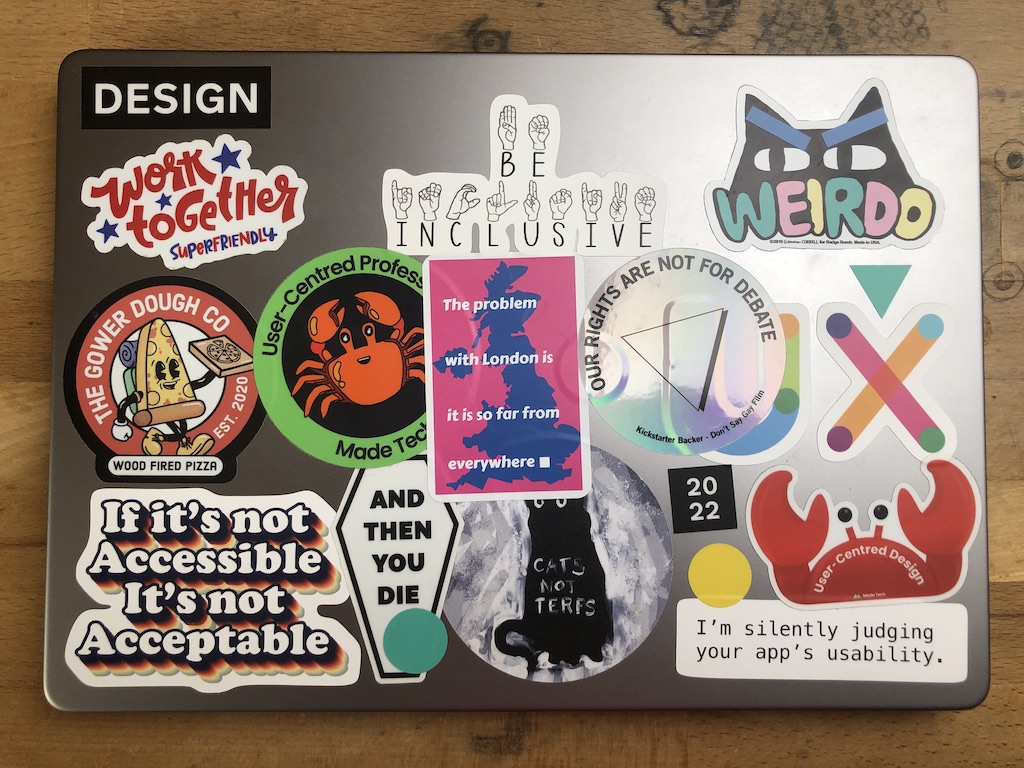 DESIGN
WORK
toGetHer
SUPERFRIENDLY
BE
INCLUSIVE
WEIRDO
THE GOWER DOUGH CO
EST. 2020
WOOD FIRED PIZZA
User-Centred Profess
Made Tech
The problem
with London is
it is so far from
everywhere
OUR RIGHTS ARE NOT FOR DEBATE
Kickstarter Backer - Don't Say Gay Film
If it's not
Accessible
It's not
Acceptable
AND
THEN
YOU
DIE
CATS
NOT
TERFS
20
22
User-Centred Design
Made Tech
I'm silently judging
your app's usability.